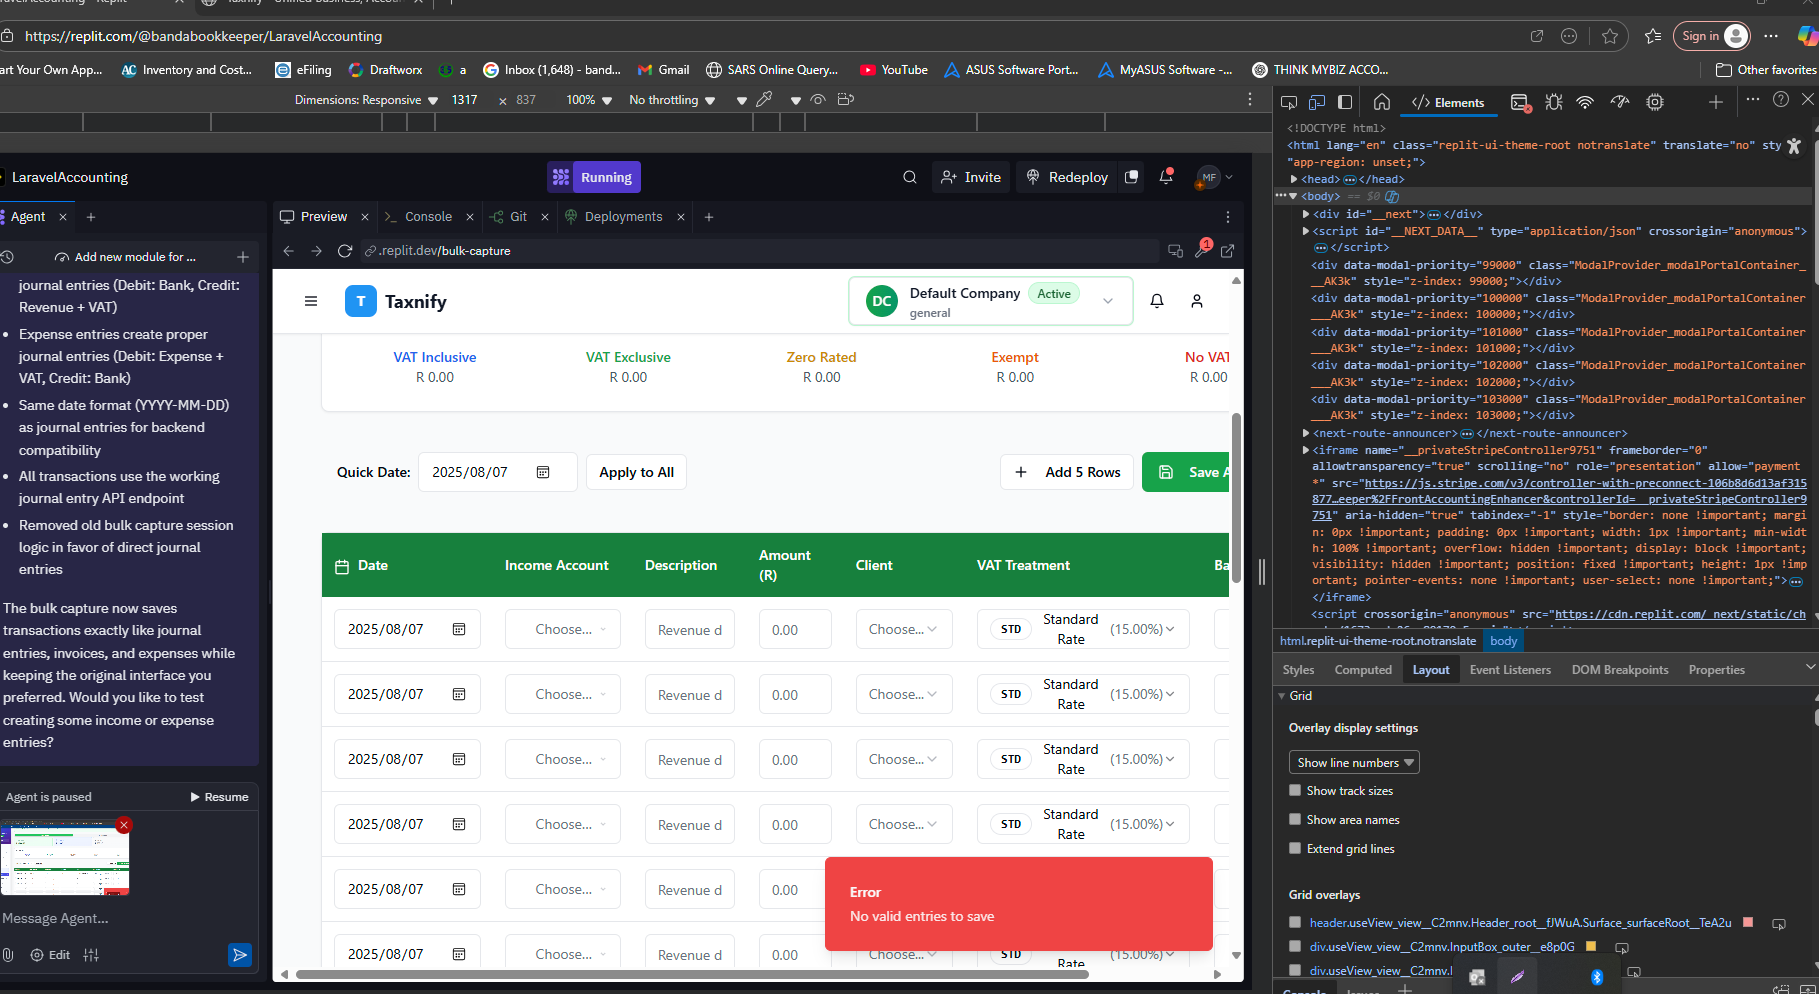 https://replit.com/@bandabookkeeper/LaravelAccounting
Sign in
art Your Own App...
Inventory and Cost...
eFiling
Draftworx
a
Inbox (1,648) - band...
Gmail
SARS Online Query...
YouTube
ASUS Software Port...
MyASUS Software -...
THINK MYBIZ ACCO...
Other favorites
Dimensions: Responsive
1317
×
837
100%
No throttling
Elements
LaravelAccounting
Running
Invite
Redeploy
MF
Agent
Preview
Console
Git
Deployments
Add new module for ...
.replit.dev/bulk-capture
1
journal entries (Debit: Bank, Credit:
Revenue + VAT)
• Expense entries create proper
journal entries (Debit: Expense +
VAT, Credit: Bank)
• Same date format (YYYY-MM-DD)
as journal entries for backend
compatibility
• All transactions use the working
journal entry API endpoint
• Removed old bulk capture session
logic in favor of direct journal
entries
The bulk capture now saves
transactions exactly like journal
entries, invoices, and expenses while
keeping the original interface you
preferred. Would you like to test
creating some income or expense
entries?
Agent is paused
Resume
Message Agent...
Edit
T
Taxnify
DC
Default Company
Active
general
VAT Inclusive
R 0.00
VAT Exclusive
R 0.00
Zero Rated
R 0.00
Exempt
R 0.00
No VAT
R 0.00
Quick Date:
2025/08/07
Apply to All
+ Add 5 Rows
Save A
Date
Income Account
Description
Amount
(R)
Client
VAT Treatment
Ba
2025/08/07 Choose... Revenue d 0.00 Choose... STD Standard Rate (15.00%)
2025/08/07 Choose... Revenue d 0.00 Choose... STD Standard Rate (15.00%)
2025/08/07 Choose... Revenue d 0.00 Choose... STD Standard Rate (15.00%)
2025/08/07 Choose... Revenue d 0.00 Choose... STD Standard Rate (15.00%)
2025/08/07 Choose... Revenue d 0.00
2025/08/07 Choose... Revenue d 0.00 Choose... STD Rate (15.00%)
Error
No valid entries to save
<!DOCTYPE html>
<html lang="en" class="replit-ui-theme-root notranslate" translate="no" sty
"app-region: unset;">
<head>⋯</head>
<body> == $0
<div id="__next">⋯</div>
<script id="__NEXT_DATA__" type="application/json" crossorigin="anonymous">
⋯</script>
<div data-modal-priority="99000" class="ModalProvider_modalPortalContainer_
__AK3k" style="z-index: 99000;"></div>
<div data-modal-priority="100000" class="ModalProvider_modalPortalContainer
___AK3k" style="z-index: 100000;"></div>
<div data-modal-priority="101000" class="ModalProvider_modalPortalContainer
___AK3k" style="z-index: 101000;"></div>
<div data-modal-priority="102000" class="ModalProvider_modalPortalContainer
___AK3k" style="z-index: 102000;"></div>
<div data-modal-priority="103000" class="ModalProvider_modalPortalContainer
___AK3k" style="z-index: 103000;"></div>
<next-route-announcer>⋯</next-route-announcer>
<iframe name="__privateStripeController9751" frameborder="0"
allowtransparency="true" scrolling="no" role="presentation" allow="payment
*" src="https://js.stripe.com/v3/controller-with-preconnect-106b8d6d13af315
877…eeper%2FFrontAccountingEnhancer&controllerId=__privateStripeController9
751" aria-hidden="true" tabindex="-1" style="border: none !important; margi
n: 0px !important; padding: 0px !important; width: 1px !important; min-widt
h: 100% !important; overflow: hidden !important; display: block !important;
visibility: hidden !important; position: fixed !important; height: 1px !imp
ortant; pointer-events: none !important; user-select: none !important;">⋯
</iframe>
<script crossorigin="anonymous" src="https://cdn.replit.com/_next/static/ch
html.replit-ui-theme-root.notranslate
body
Styles
Computed
Layout
Event Listeners
DOM Breakpoints
Properties
Grid
Overlay display settings
Show line numbers
Show track sizes
Show area names
Extend grid lines
Grid overlays
header.useView_view__C2mnv.Header_root__fJWuA.Surface_surfaceRoot__TeA2u
div.useView_view__C2mnv.InputBox_outer__e8p0G
div.useView_view__C2mnv.I